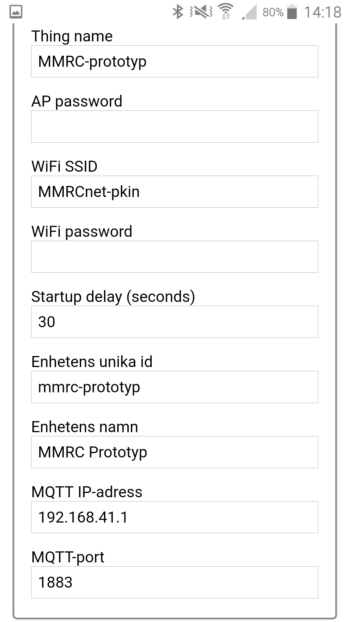 80% 14:18
Thing name
MMRC-prototyp
AP password
WiFi SSID
MMRCnet-pkin
WiFi password
Startup delay (seconds)
30
Enhetens unika id
mmrc-prototyp
Enhetens namn
MMRC Prototyp
MQTT IP-adress
192.168.41.1
MQTT-port
1883